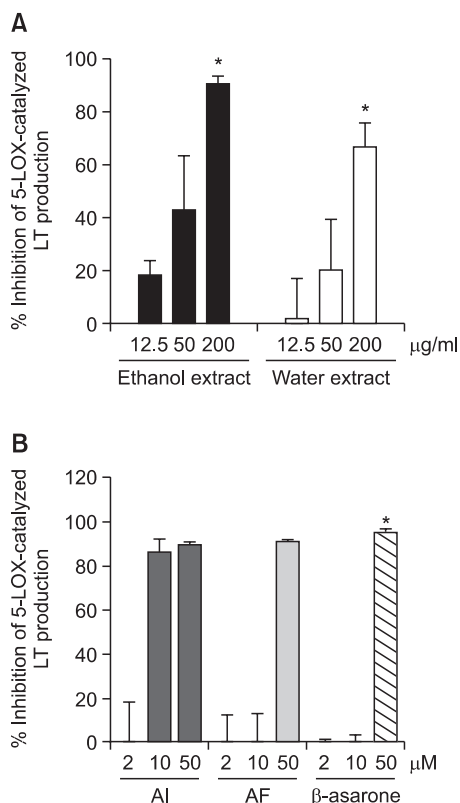 A
% Inhibition of 5-LOX-catalyzed
LT production
100
80
60
40
20
0
*
*
12.5 50 200 12.5 50 200 μg/ml
Ethanol extract Water extract
B
% Inhibition of 5-LOX-catalyzed
LT production
120
100
80
60
40
20
0
*
2 10 50 2 10 50 2 10 50 μM
AI AF β-asarone